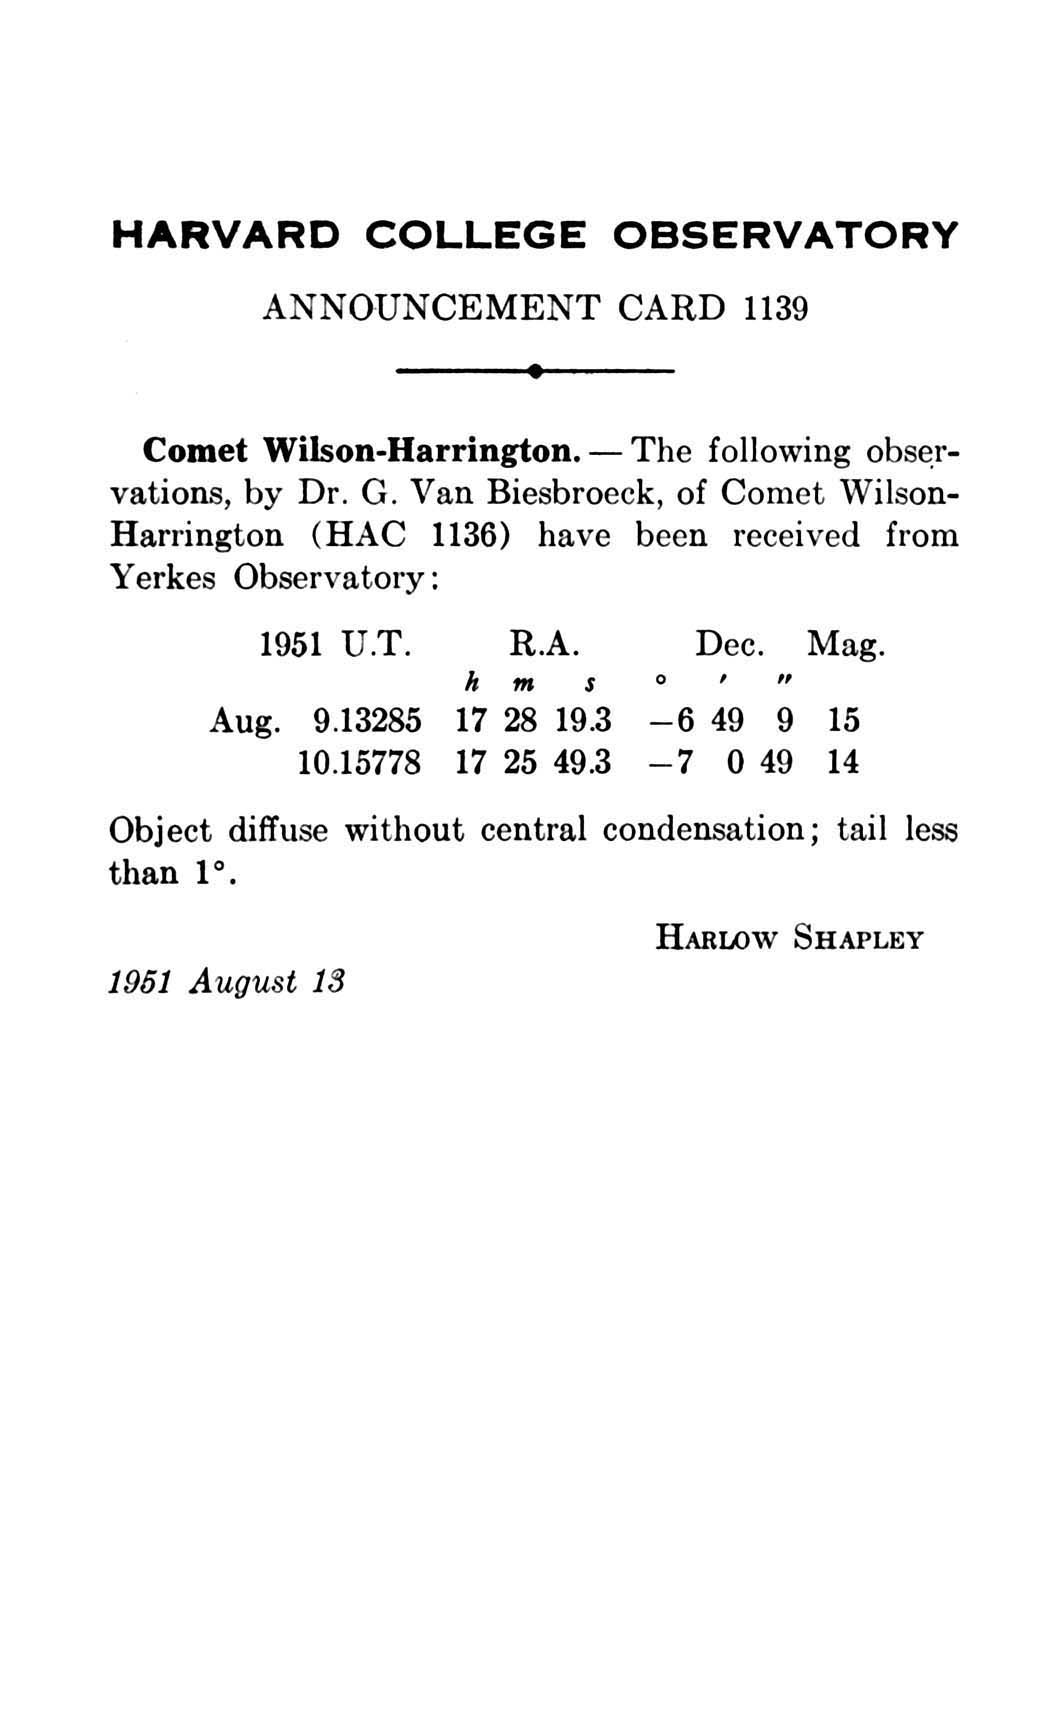 HARVARD COLLEGE OBSERVATORY
ANNOUNCEMENT CARD 1139
Comet Wilson-Harrington. — The following obser-
vations, by Dr. G. Van Biesbroeck, of Comet Wilson-
Harrington (HAC 1136) have been received from
Yerkes Observatory:
1951 U.T. R.A. Dec. Mag.
h m s ° ′ ″
Aug. 9.13285 17 28 19.3 −6 49 9 15
10.15778 17 25 49.3 −7 0 49 14
Object diffuse without central condensation; tail less
than 1°.
HARLOW SHAPLEY
1951 August 13